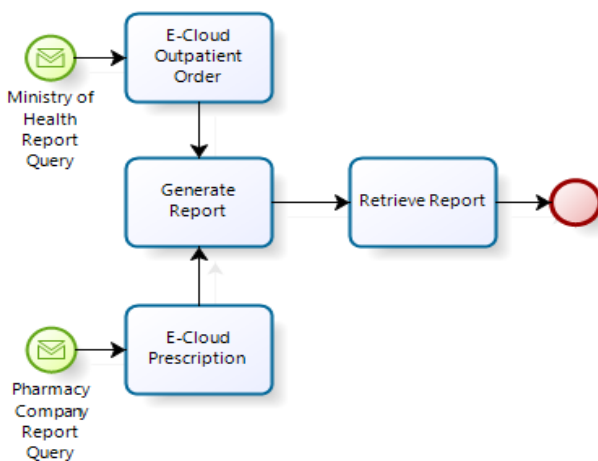 E-Cloud
Outpatient
Order
Ministry of
Health
Report
Query
Generate
Report
Retrieve Report
E-Cloud
Prescription
Pharmacy
Company
Report
Query